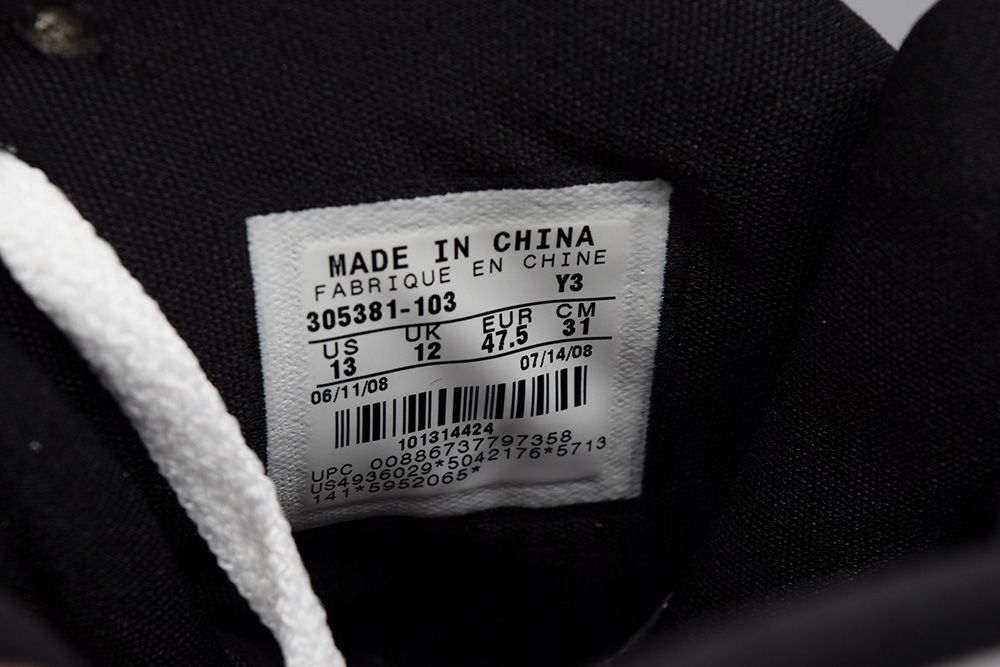 MADE IN CHINA
FABRIQUE EN CHINE
305381-103 Y3
US UK EUR CM
13 12 47.5 31
06/11/08 07/14/08
101314424
UPC 00886737797358
US4936029*5042176*5713
141*5952065*